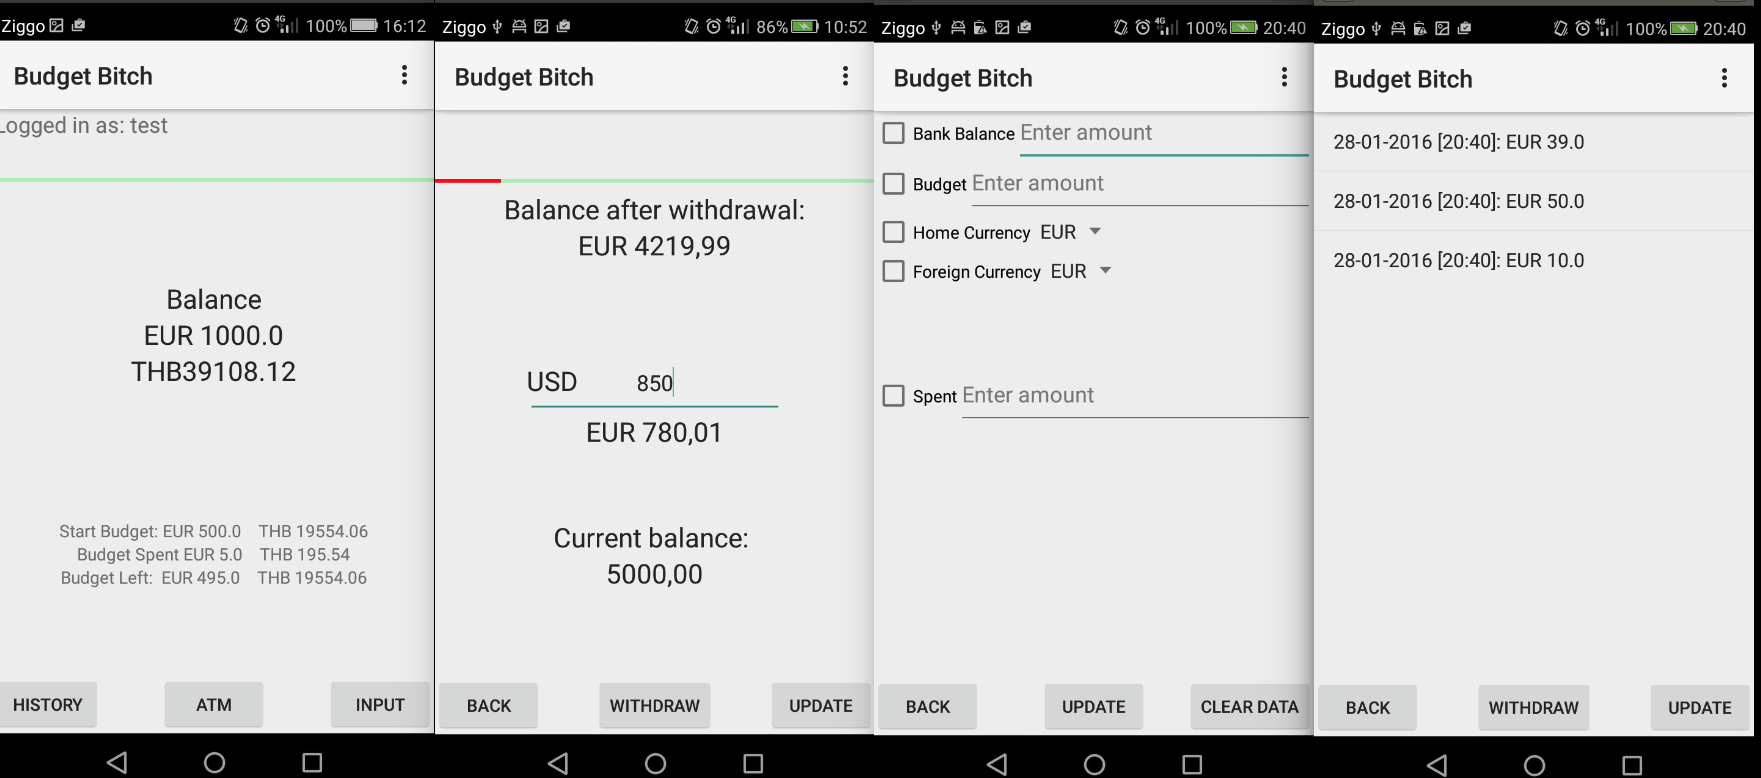 Ziggo 4G 100% 16:12
Budget Bitch
Logged in as: test
Balance
EUR 1000.0
THB39108.12
Start Budget: EUR 500.0 THB 19554.06
Budget Spent EUR 5.0 THB 195.54
Budget Left: EUR 495.0 THB 19554.06
HISTORY ATM INPUT
Ziggo 4G 86% 10:52
Budget Bitch
Balance after withdrawal:
EUR 4219,99
USD 850
EUR 780,01
Current balance:
5000,00
BACK WITHDRAW UPDATE
Ziggo 4G 100% 20:40
Budget Bitch
Bank Balance Enter amount
Budget Enter amount
Home Currency EUR
Foreign Currency EUR
Spent Enter amount
BACK UPDATE CLEAR DATA
Ziggo 4G 100% 20:40
Budget Bitch
28-01-2016 [20:40]: EUR 39.0
28-01-2016 [20:40]: EUR 50.0
28-01-2016 [20:40]: EUR 10.0
BACK WITHDRAW UPDATE